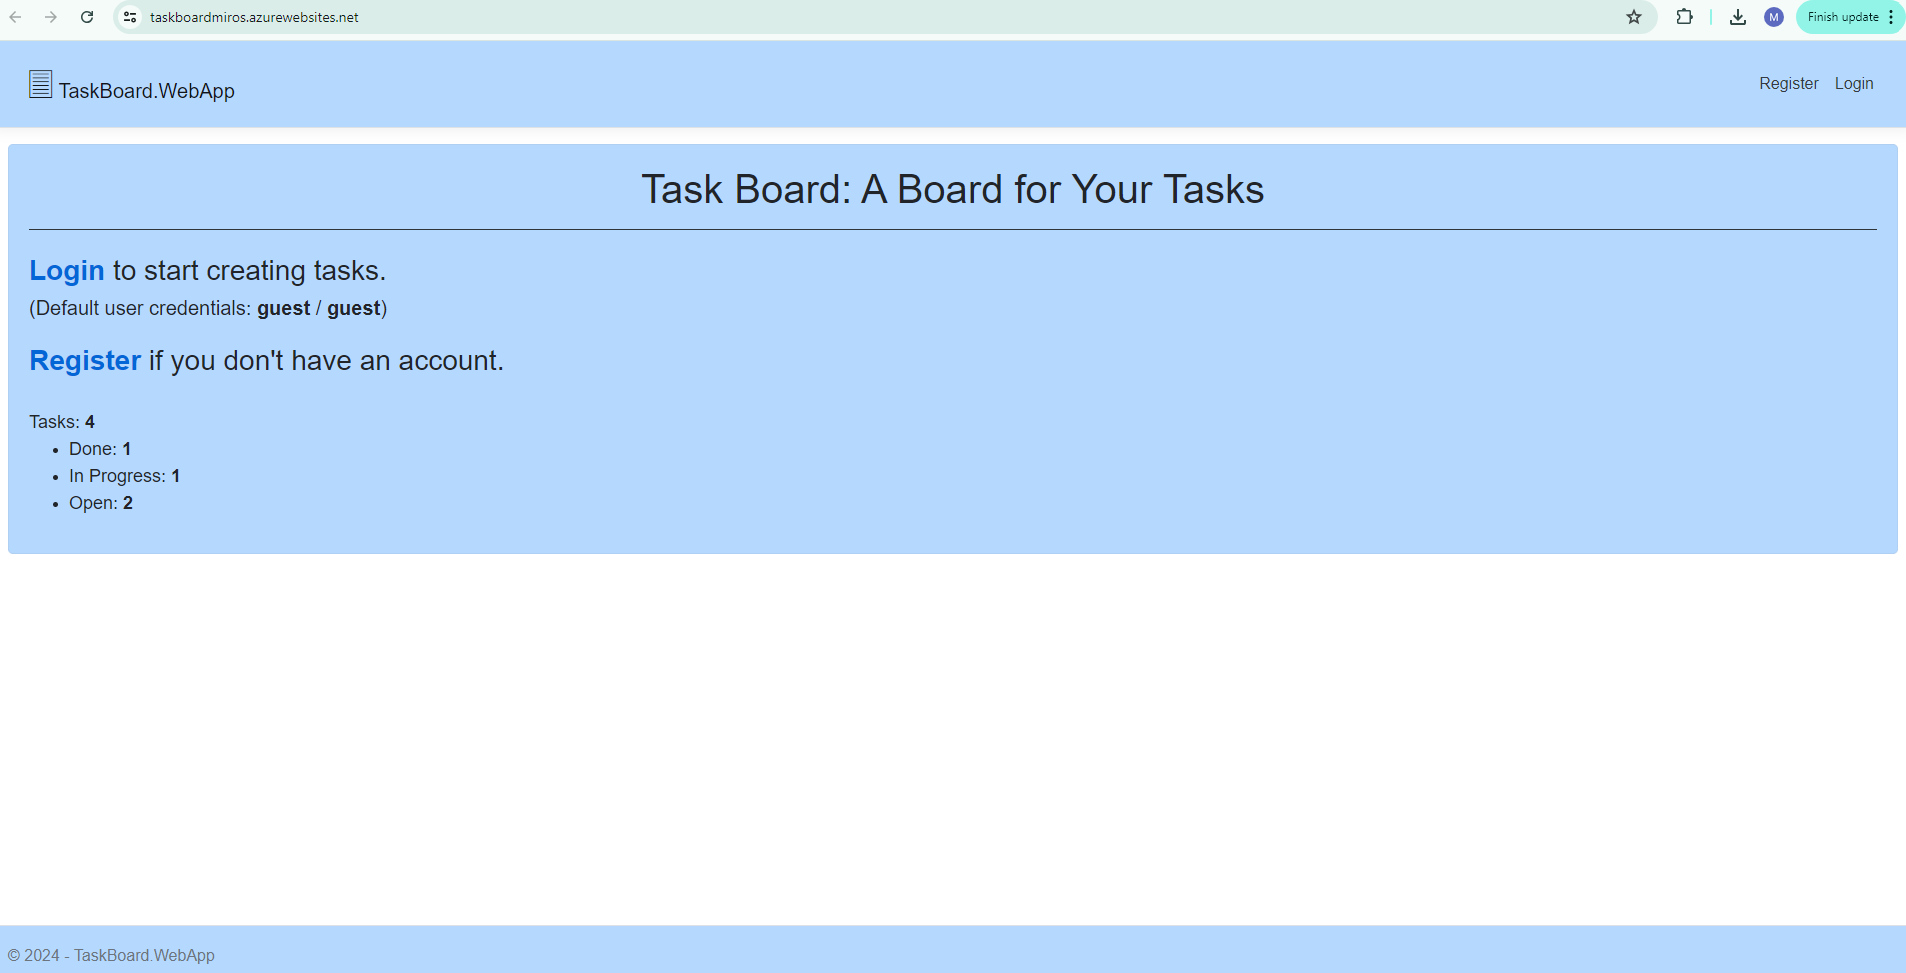 taskboardmiros.azurewebsites.net
M
Finish update
TaskBoard.WebApp
Register Login
Task Board: A Board for Your Tasks
Login to start creating tasks.
(Default user credentials: guest / guest)
Register if you don't have an account.
Tasks: 4
Done: 1
In Progress: 1
Open: 2
© 2024 - TaskBoard.WebApp